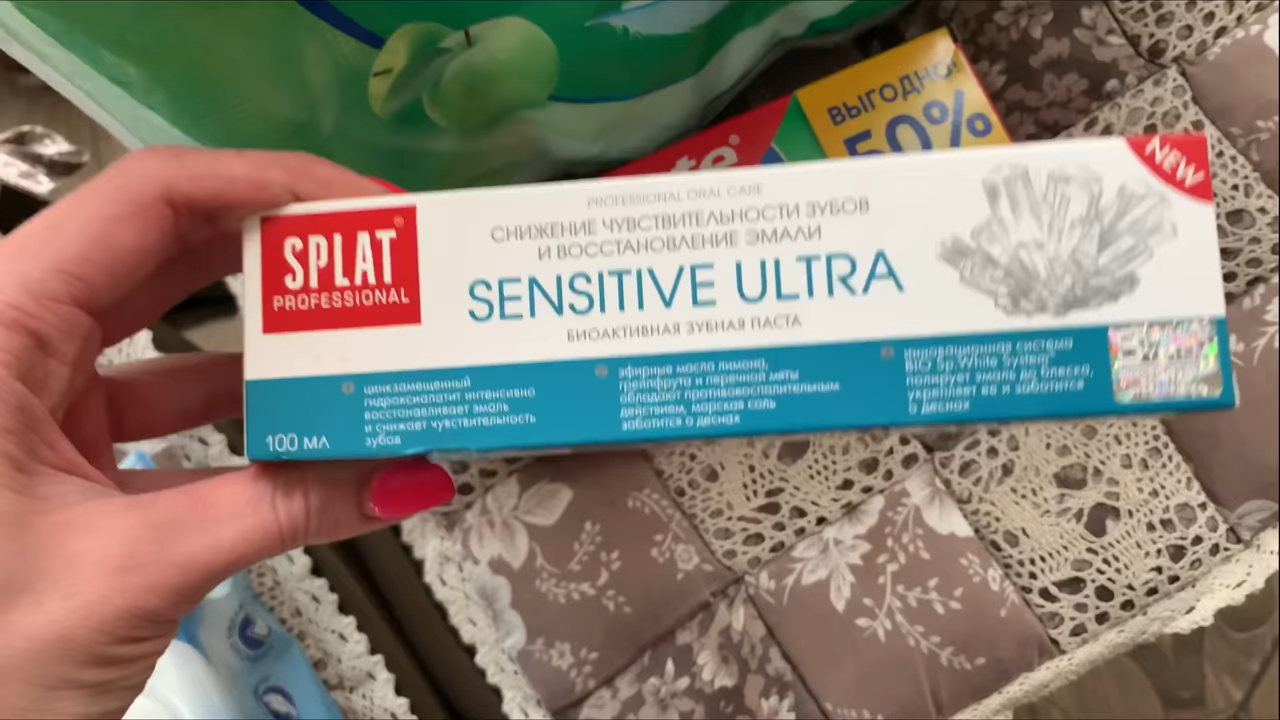 ВЫГОДНО!
50%
NEW
PROFESSIONAL ORAL CARE
СНИЖЕНИЕ ЧУВСТВИТЕЛЬНОСТИ ЗУБОВ
И ВОССТАНОВЛЕНИЕ ЭМАЛИ
SPLAT®
PROFESSIONAL
SENSITIVE ULTRA
БИОАКТИВНАЯ ЗУБНАЯ ПАСТА
цинкзамещенный
гидроксиапатит интенсивно
восстанавливает эмаль
и снижает чувствительность
зубов
эфирные масла лимона,
грейпфрута и перечной мяты
обладают противовоспалительным
действием, морская соль
заботится о деснах
инновационная система
BIO Sp.White System
полирует эмаль до блеска,
укрепляет ее и заботится
о деснах
100 МЛ